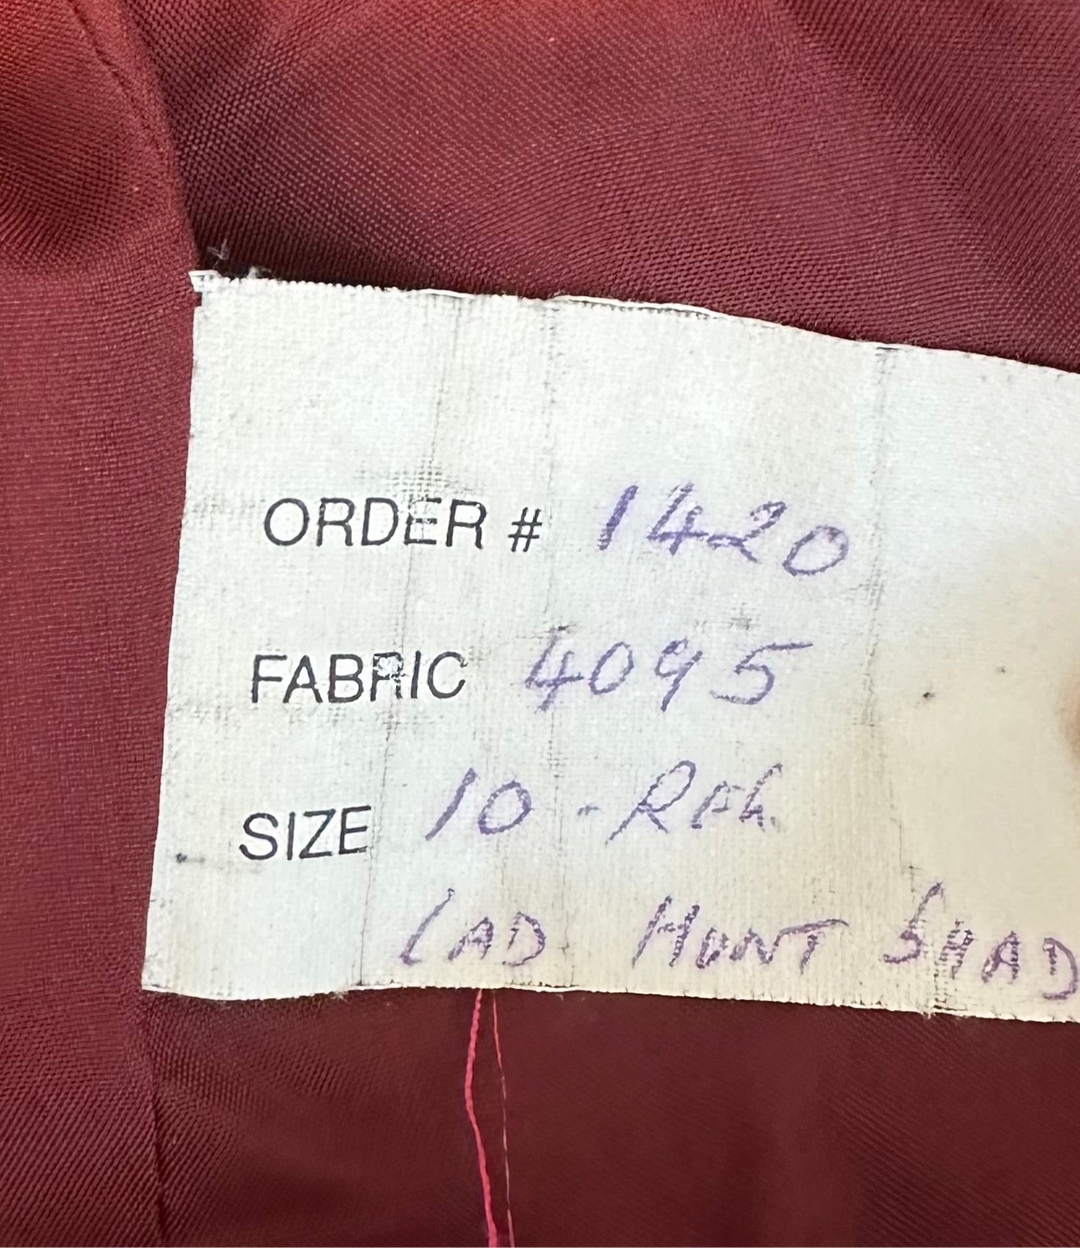 ORDER # 1420
FABRIC 4095
SIZE 10 - Reg.
LAD HUNT SHAD